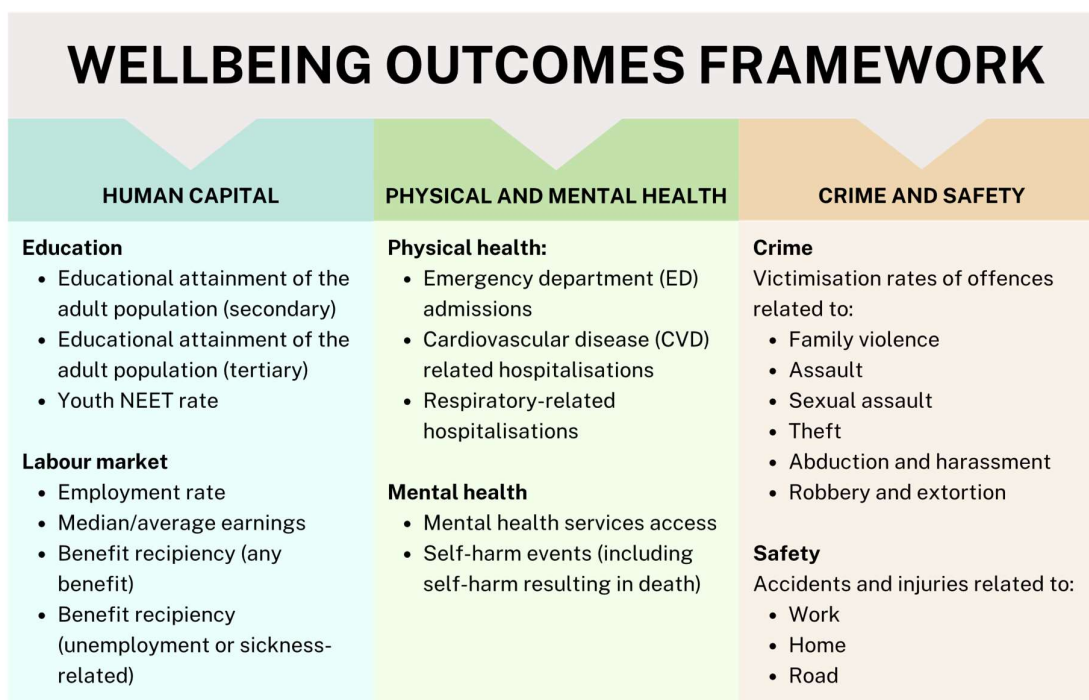 WELLBEING OUTCOMES FRAMEWORK
HUMAN CAPITAL
Education
• Educational attainment of the
adult population (secondary)
• Educational attainment of the
adult population (tertiary)
• Youth NEET rate
Labour market
• Employment rate
• Median/average earnings
• Benefit recipiency (any
benefit)
• Benefit recipiency
(unemployment or sickness-
related)
PHYSICAL AND MENTAL HEALTH
Physical health:
• Emergency department (ED)
admissions
• Cardiovascular disease (CVD)
related hospitalisations
• Respiratory-related
hospitalisations
Mental health
• Mental health services access
• Self-harm events (including
self-harm resulting in death)
CRIME AND SAFETY
Crime
Victimisation rates of offences
related to:
• Family violence
• Assault
• Sexual assault
• Theft
• Abduction and harassment
• Robbery and extortion
Safety
Accidents and injuries related to:
• Work
• Home
• Road